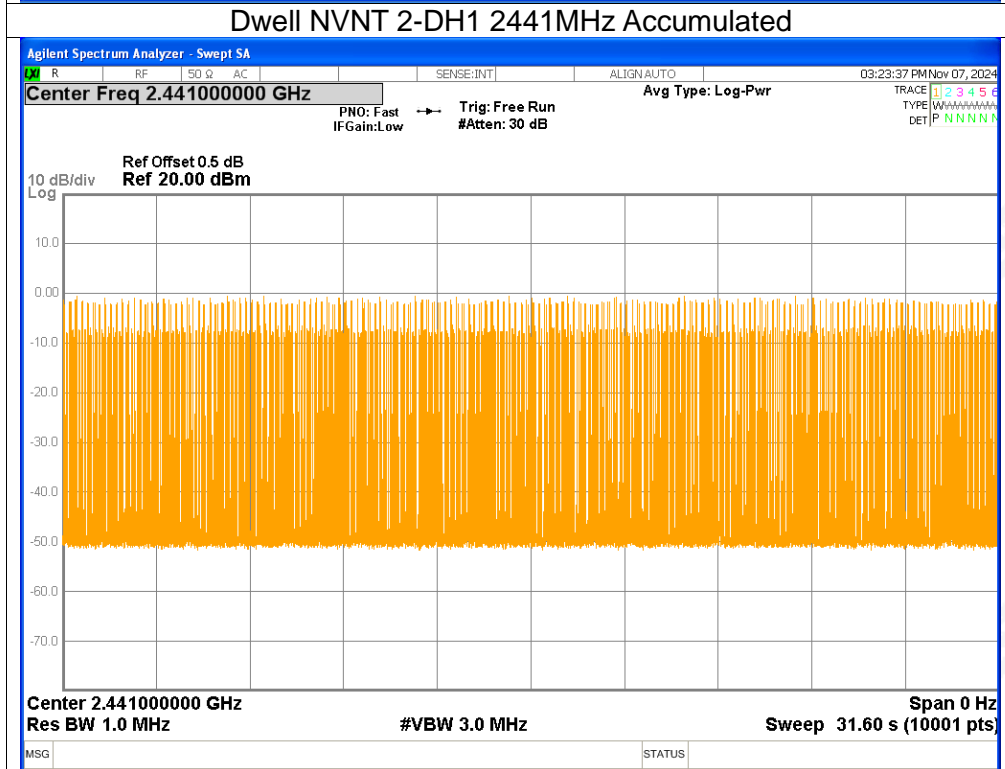 Dwell NVNT 2-DH1 2441MHz Accumulated
Agilent Spectrum Analyzer - Swept SA
LXI R RF 50 Ω AC SENSE:INT ALIGN AUTO 03:23:37 PM Nov 07, 2024
Center Freq 2.441000000 GHz Avg Type: Log-Pwr TRACE 1 2 3 4 5 6
PNO: Fast Trig: Free Run TYPE W
IFGain:Low #Atten: 30 dB DET P N N N N N
Ref Offset 0.5 dB
10 dB/div Ref 20.00 dBm
Log
10.0
0.00
-10.0
-20.0
-30.0
-40.0
-50.0
-60.0
-70.0
Center 2.441000000 GHz Span 0 Hz
Res BW 1.0 MHz #VBW 3.0 MHz Sweep 31.60 s (10001 pts)
MSG STATUS